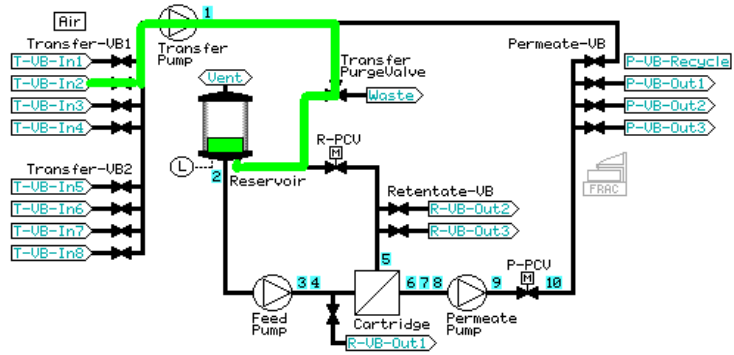 Air
1
Transfer-VB1
Transfer
Pump
Permeate-VB
T-VB-In1
T-VB-In2
T-VB-In3
T-VB-In4
Vent
Transfer
PurgeValve
Waste
P-VB-Recycle
P-VB-Out1
P-VB-Out2
P-VB-Out3
R-PCV
M
L
2
Reservoir
FRAC
Transfer-VB2
T-VB-In5
T-VB-In6
T-VB-In7
T-VB-In8
Retentate-VB
R-VB-Out2
R-VB-Out3
5
P-PCV
M
3 4
6 7 8
9
10
Feed
Pump
Cartridge
Permeate
Pump
R-VB-Out1